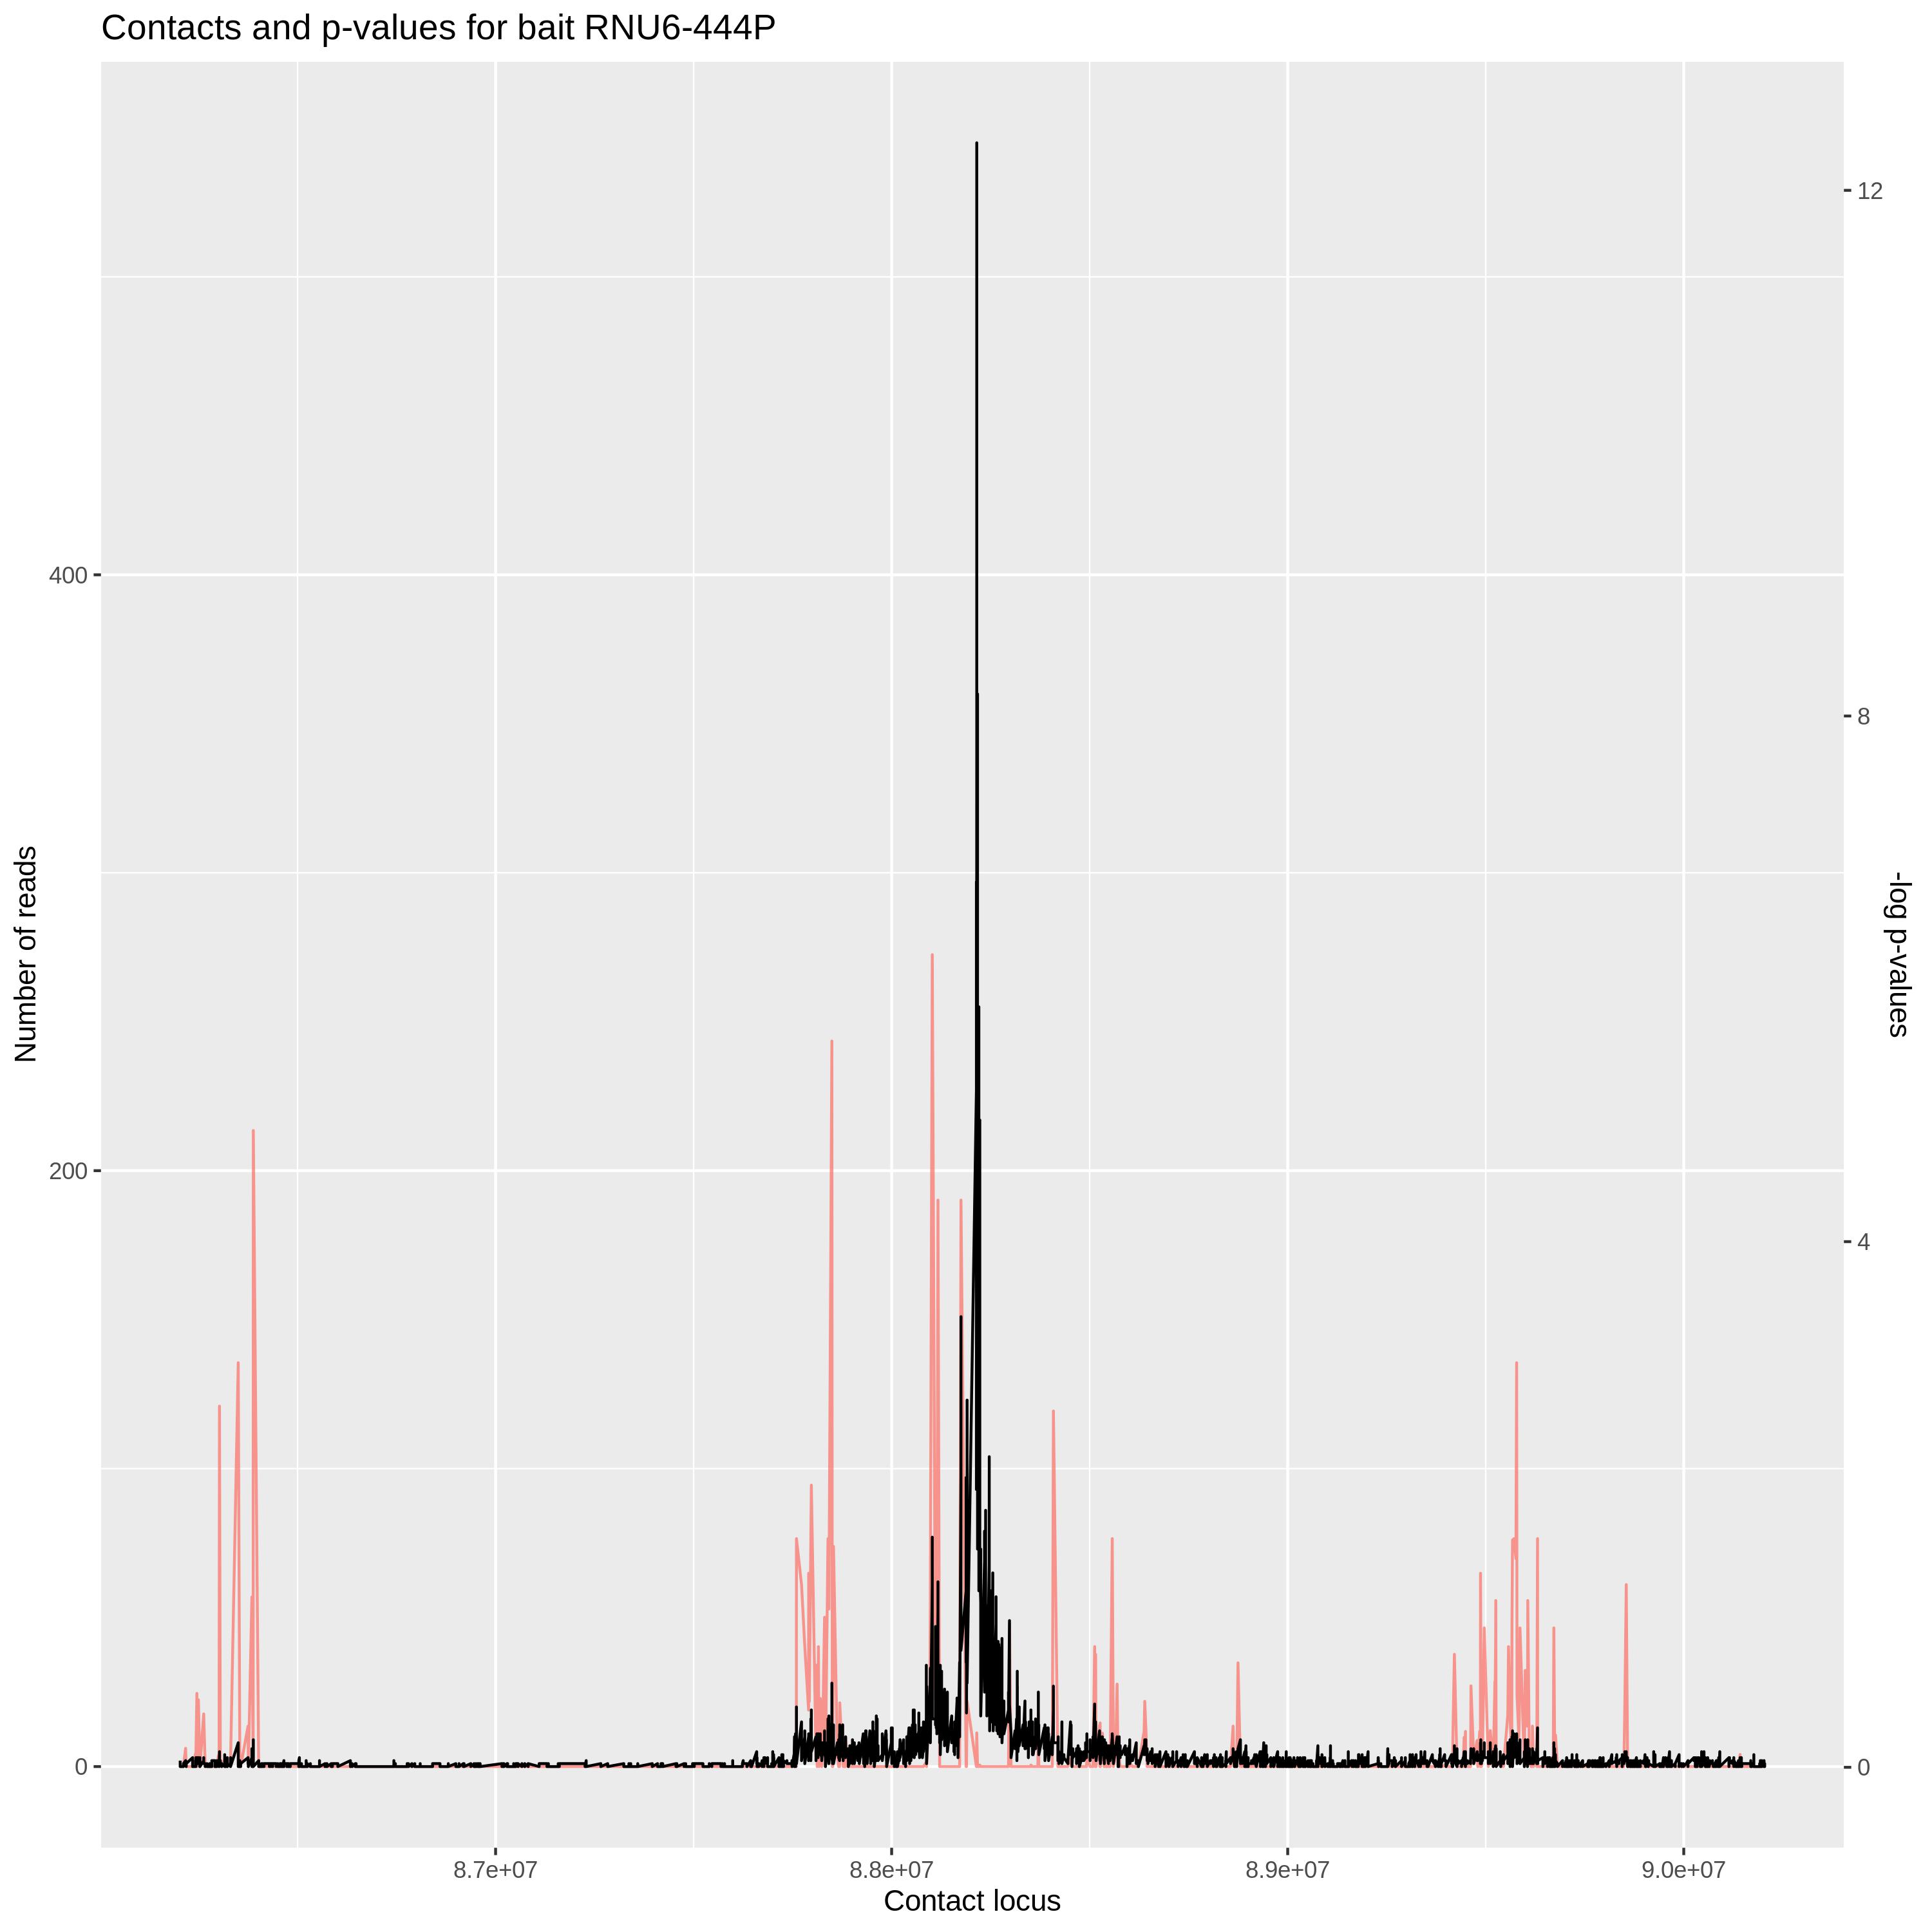 Contacts and p-values for bait RNU6-444P
12
400
8
Number of reads
-log p-values
200
4
0
0
8.7e+07
8.8e+07
8.9e+07
9.0e+07
Contact locus